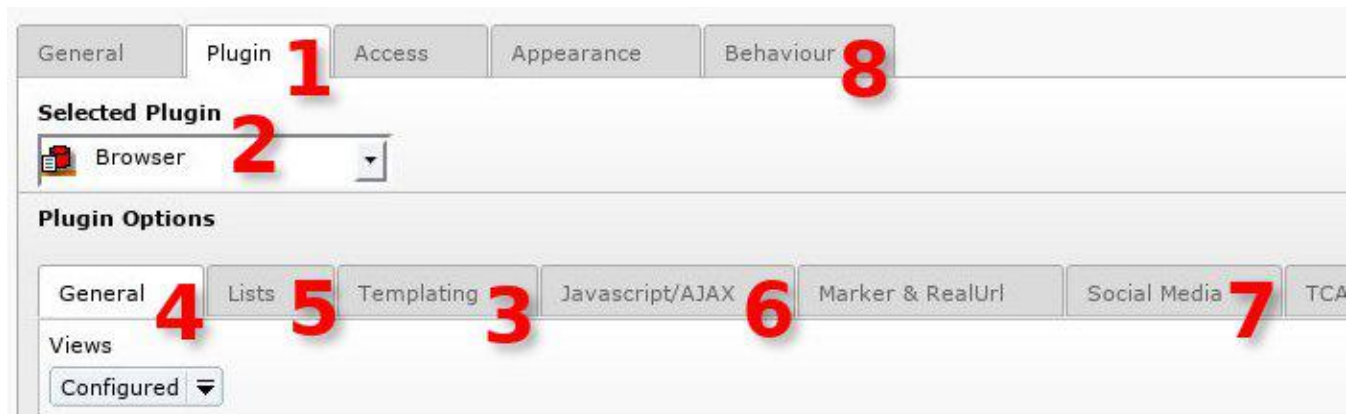 General Plugin 1 Access Appearance Behaviour 8
Selected Plugin 2
Browser
Plugin Options
General 4 Lists 5 Templating 3 Javascript/AJAX 6 Marker & RealUrl Social Media 7 TCA
Views
Configured